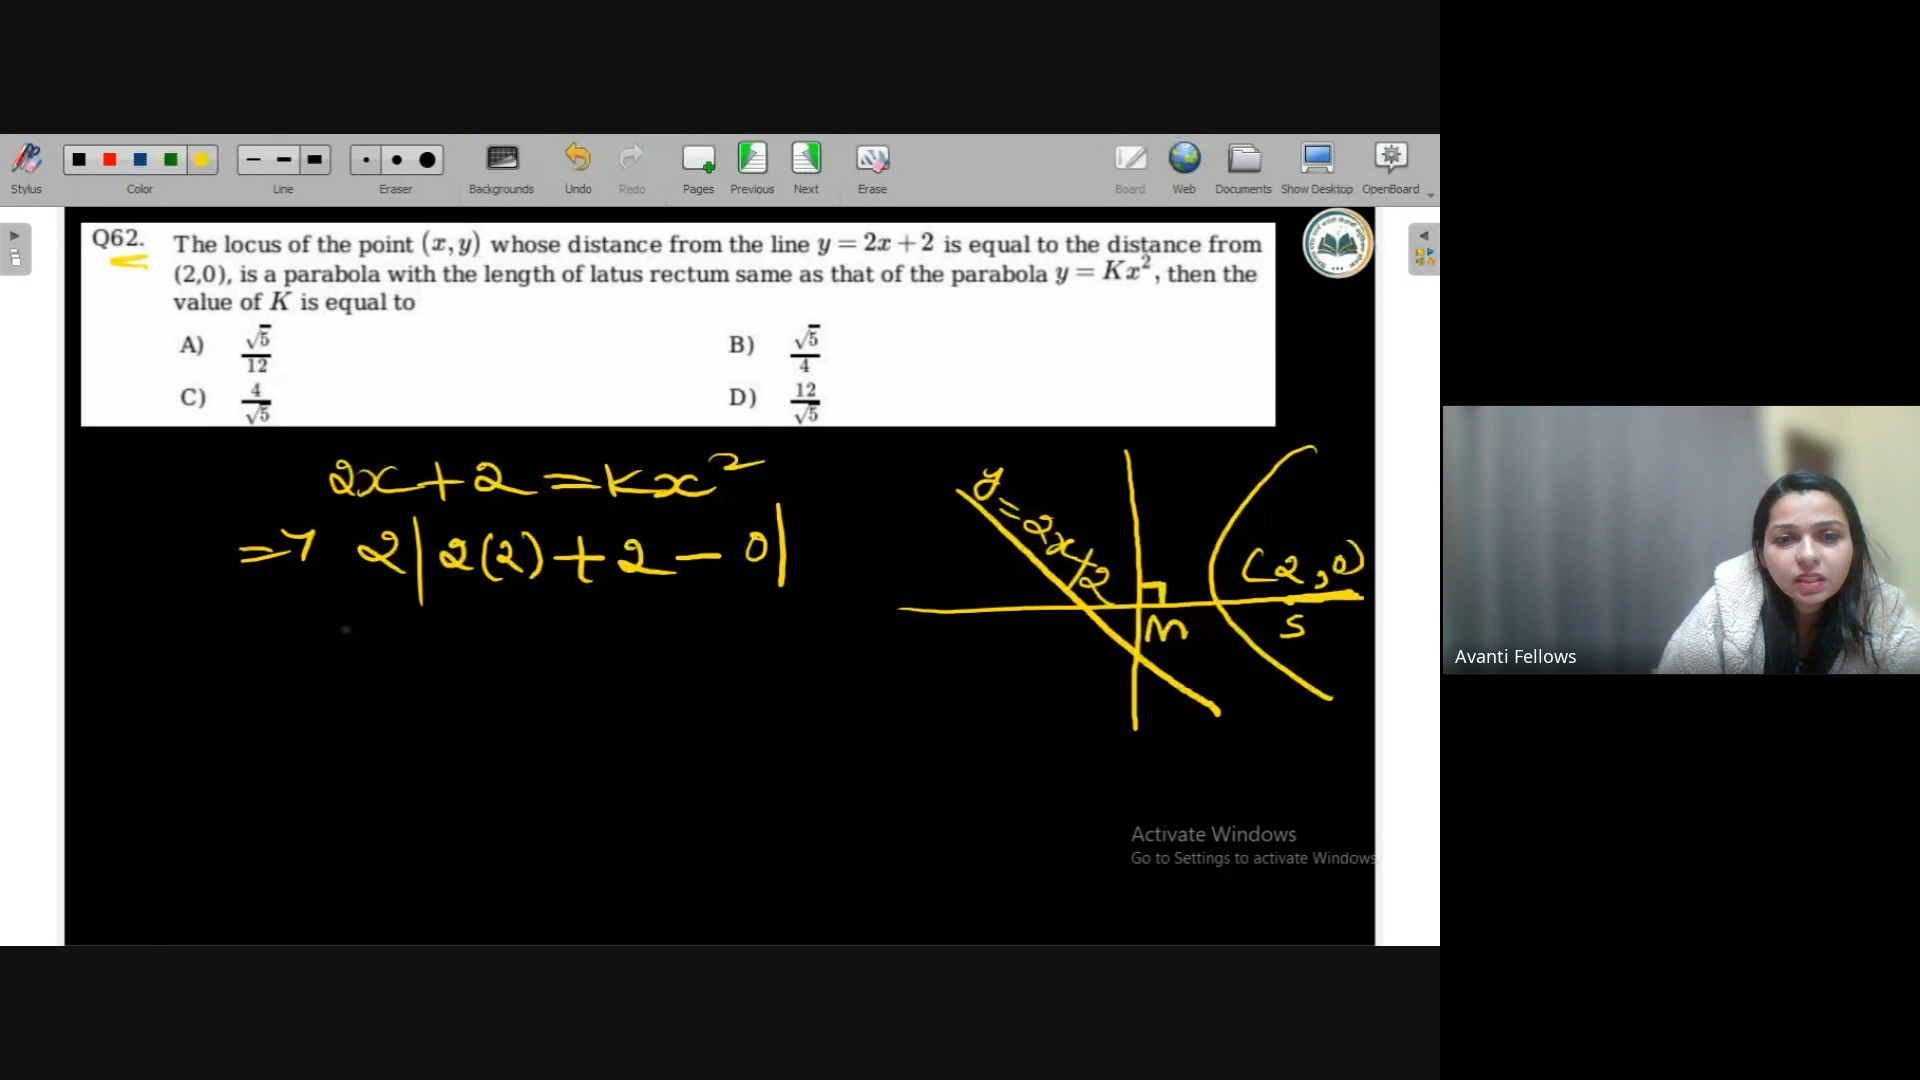 Stylus
Color
Line
Eraser
Backgrounds
Undo
Redo
Pages
Previous
Next
Erase
Board
Web
Documents
Show Desktop
OpenBoard
Q62. The locus of the point (x, y) whose distance from the line y = 2x + 2 is equal to the distance from
(2,0), is a parabola with the length of latus rectum same as that of the parabola y = Kx², then the
value of K is equal to
A) √5/12
B) √5/4
C) 4/√5
D) 12/√5
2x + 2 = Kx²
=> 2|2(2) + 2 - 0|
y = 2x+2
(2,0)
M
S
Activate Windows
Go to Settings to activate Windows.
Avanti Fellows